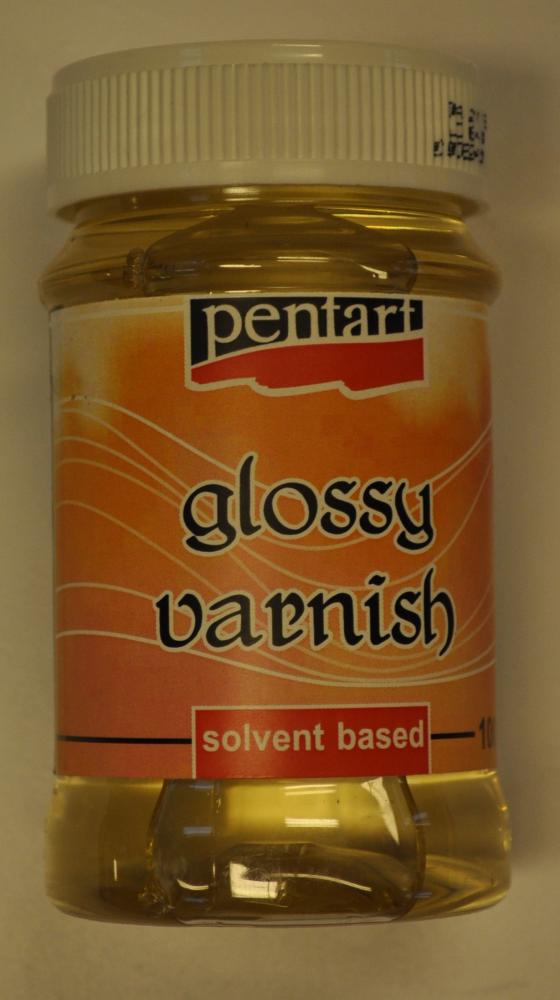 pentart
glossy
varnish
solvent based